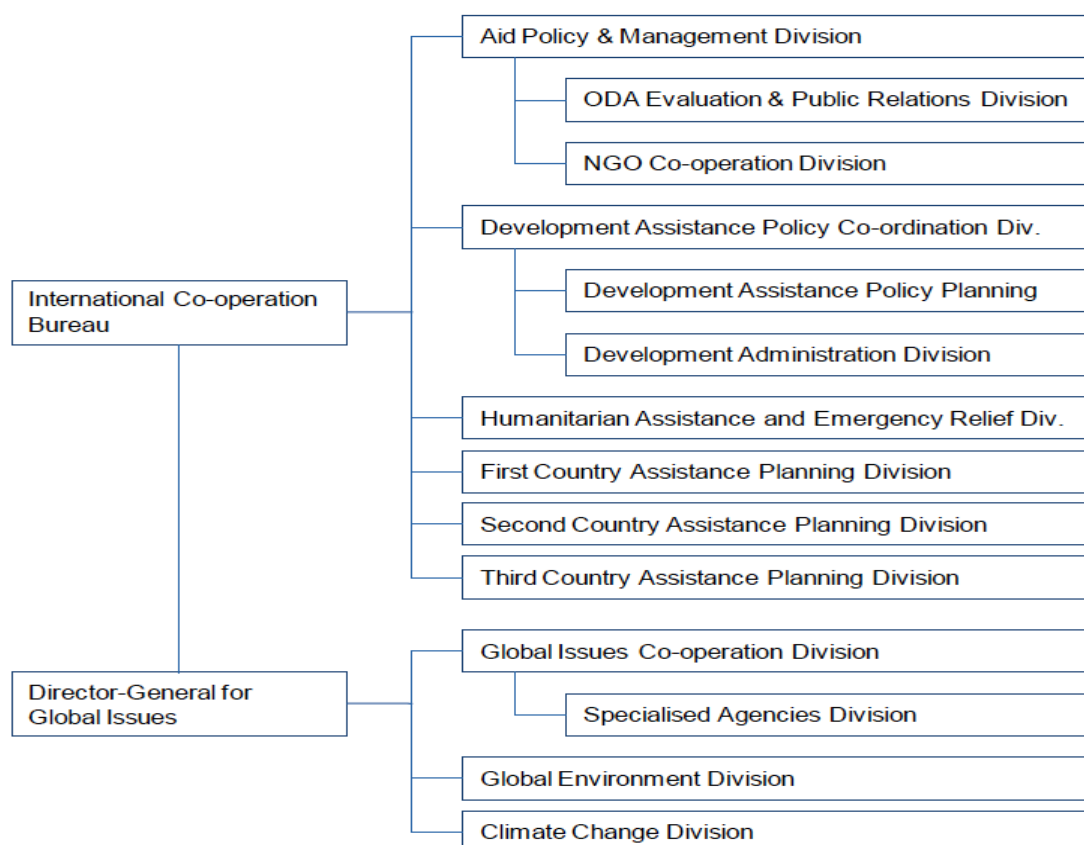 Aid Policy & Management Division
ODA Evaluation & Public Relations Division
NGO Co-operation Division
Development Assistance Policy Co-ordination Div.
Development Assistance Policy Planning
Development Administration Division
International Co-operation
Bureau
Humanitarian Assistance and Emergency Relief Div.
First Country Assistance Planning Division
Second Country Assistance Planning Division
Third Country Assistance Planning Division
Director-General for
Global Issues
Global Issues Co-operation Division
Specialised Agencies Division
Global Environment Division
Climate Change Division